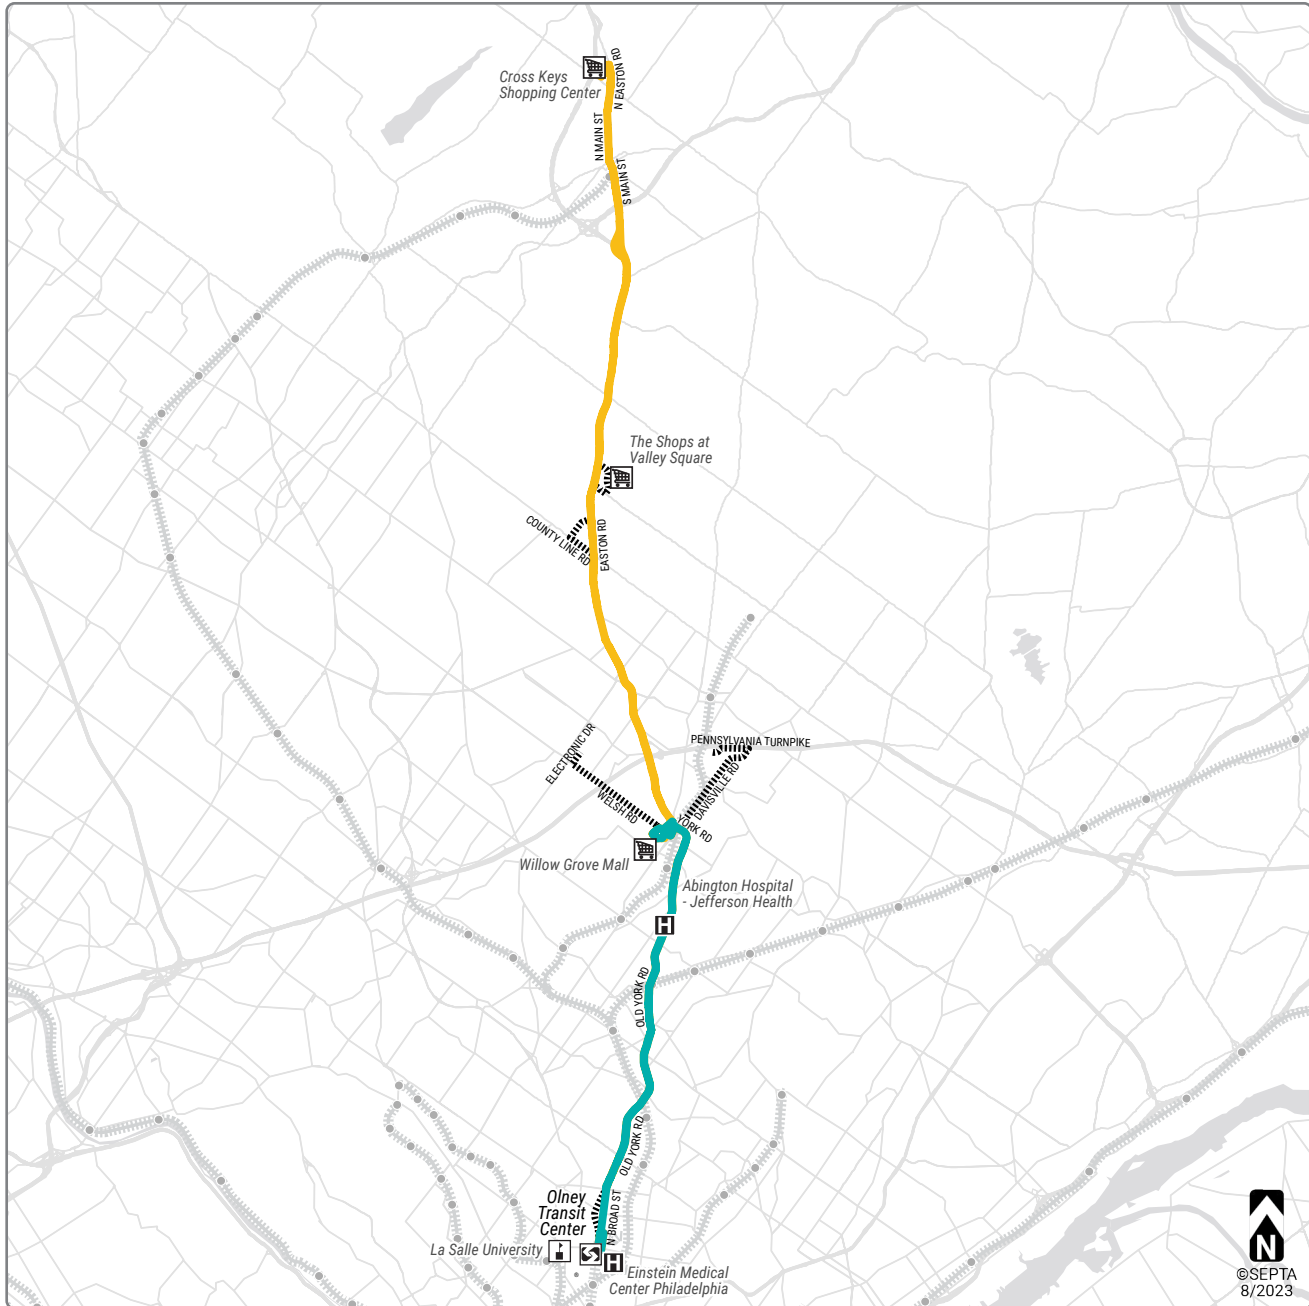 N EASTON RD
Cross Keys
Shopping Center
N MAIN ST
S MAIN ST
The Shops at
Valley Square
COUNTY LINE RD
EASTON RD
ELECTRONIC DR
PENNSYLVANIA TURNPIKE
WELSH RD
DAVISVILLE RD
YORK RD
Willow Grove Mall
Abington Hospital
- Jefferson Health
H
OLD YORK RD
OLD YORK RD
Olney
Transit
Center
N BROAD ST
La Salle University
H
Einstein Medical
Center Philadelphia
N
©SEPTA
8/2023